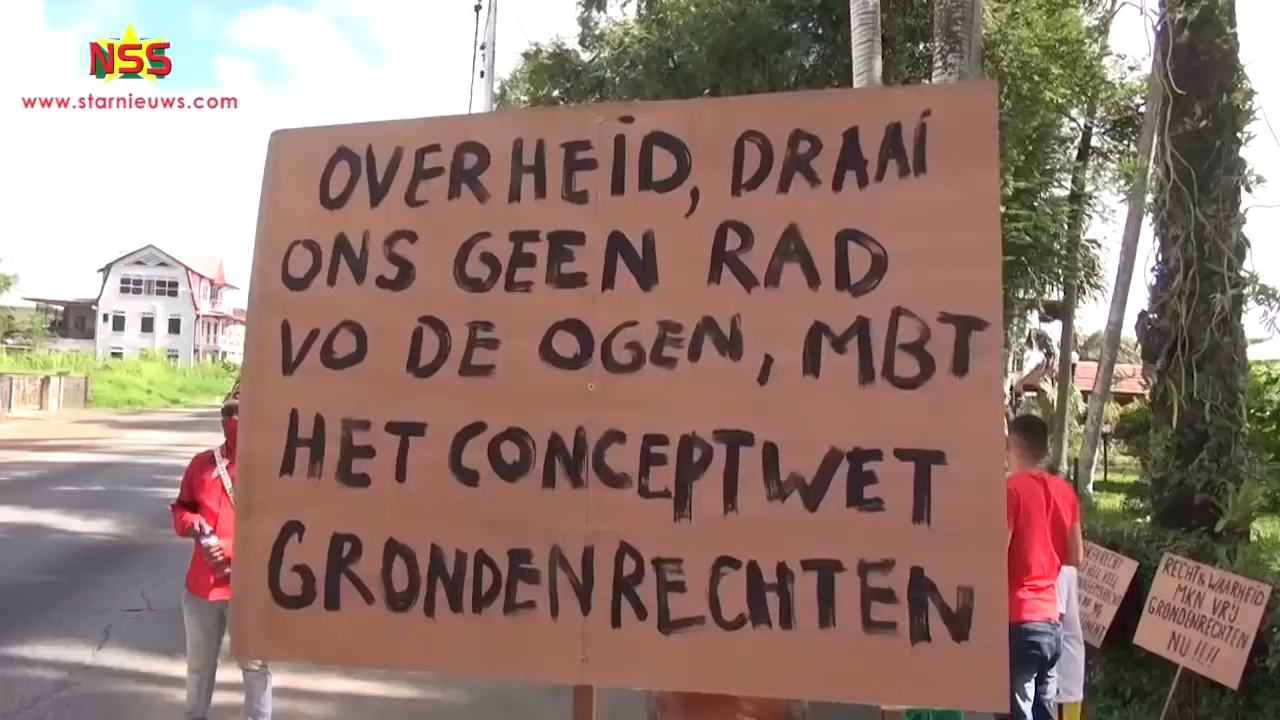 NSS
www.starnieuws.com
OVERHEID, DRAAI
ONS GEEN RAD
VO DE OGEN, MBT
HET CONCEPTWET
GRONDENRECHTEN
RECHT & WAARHEID
MKN VRIJ
GRONDENRECHTEN
NU !!!!